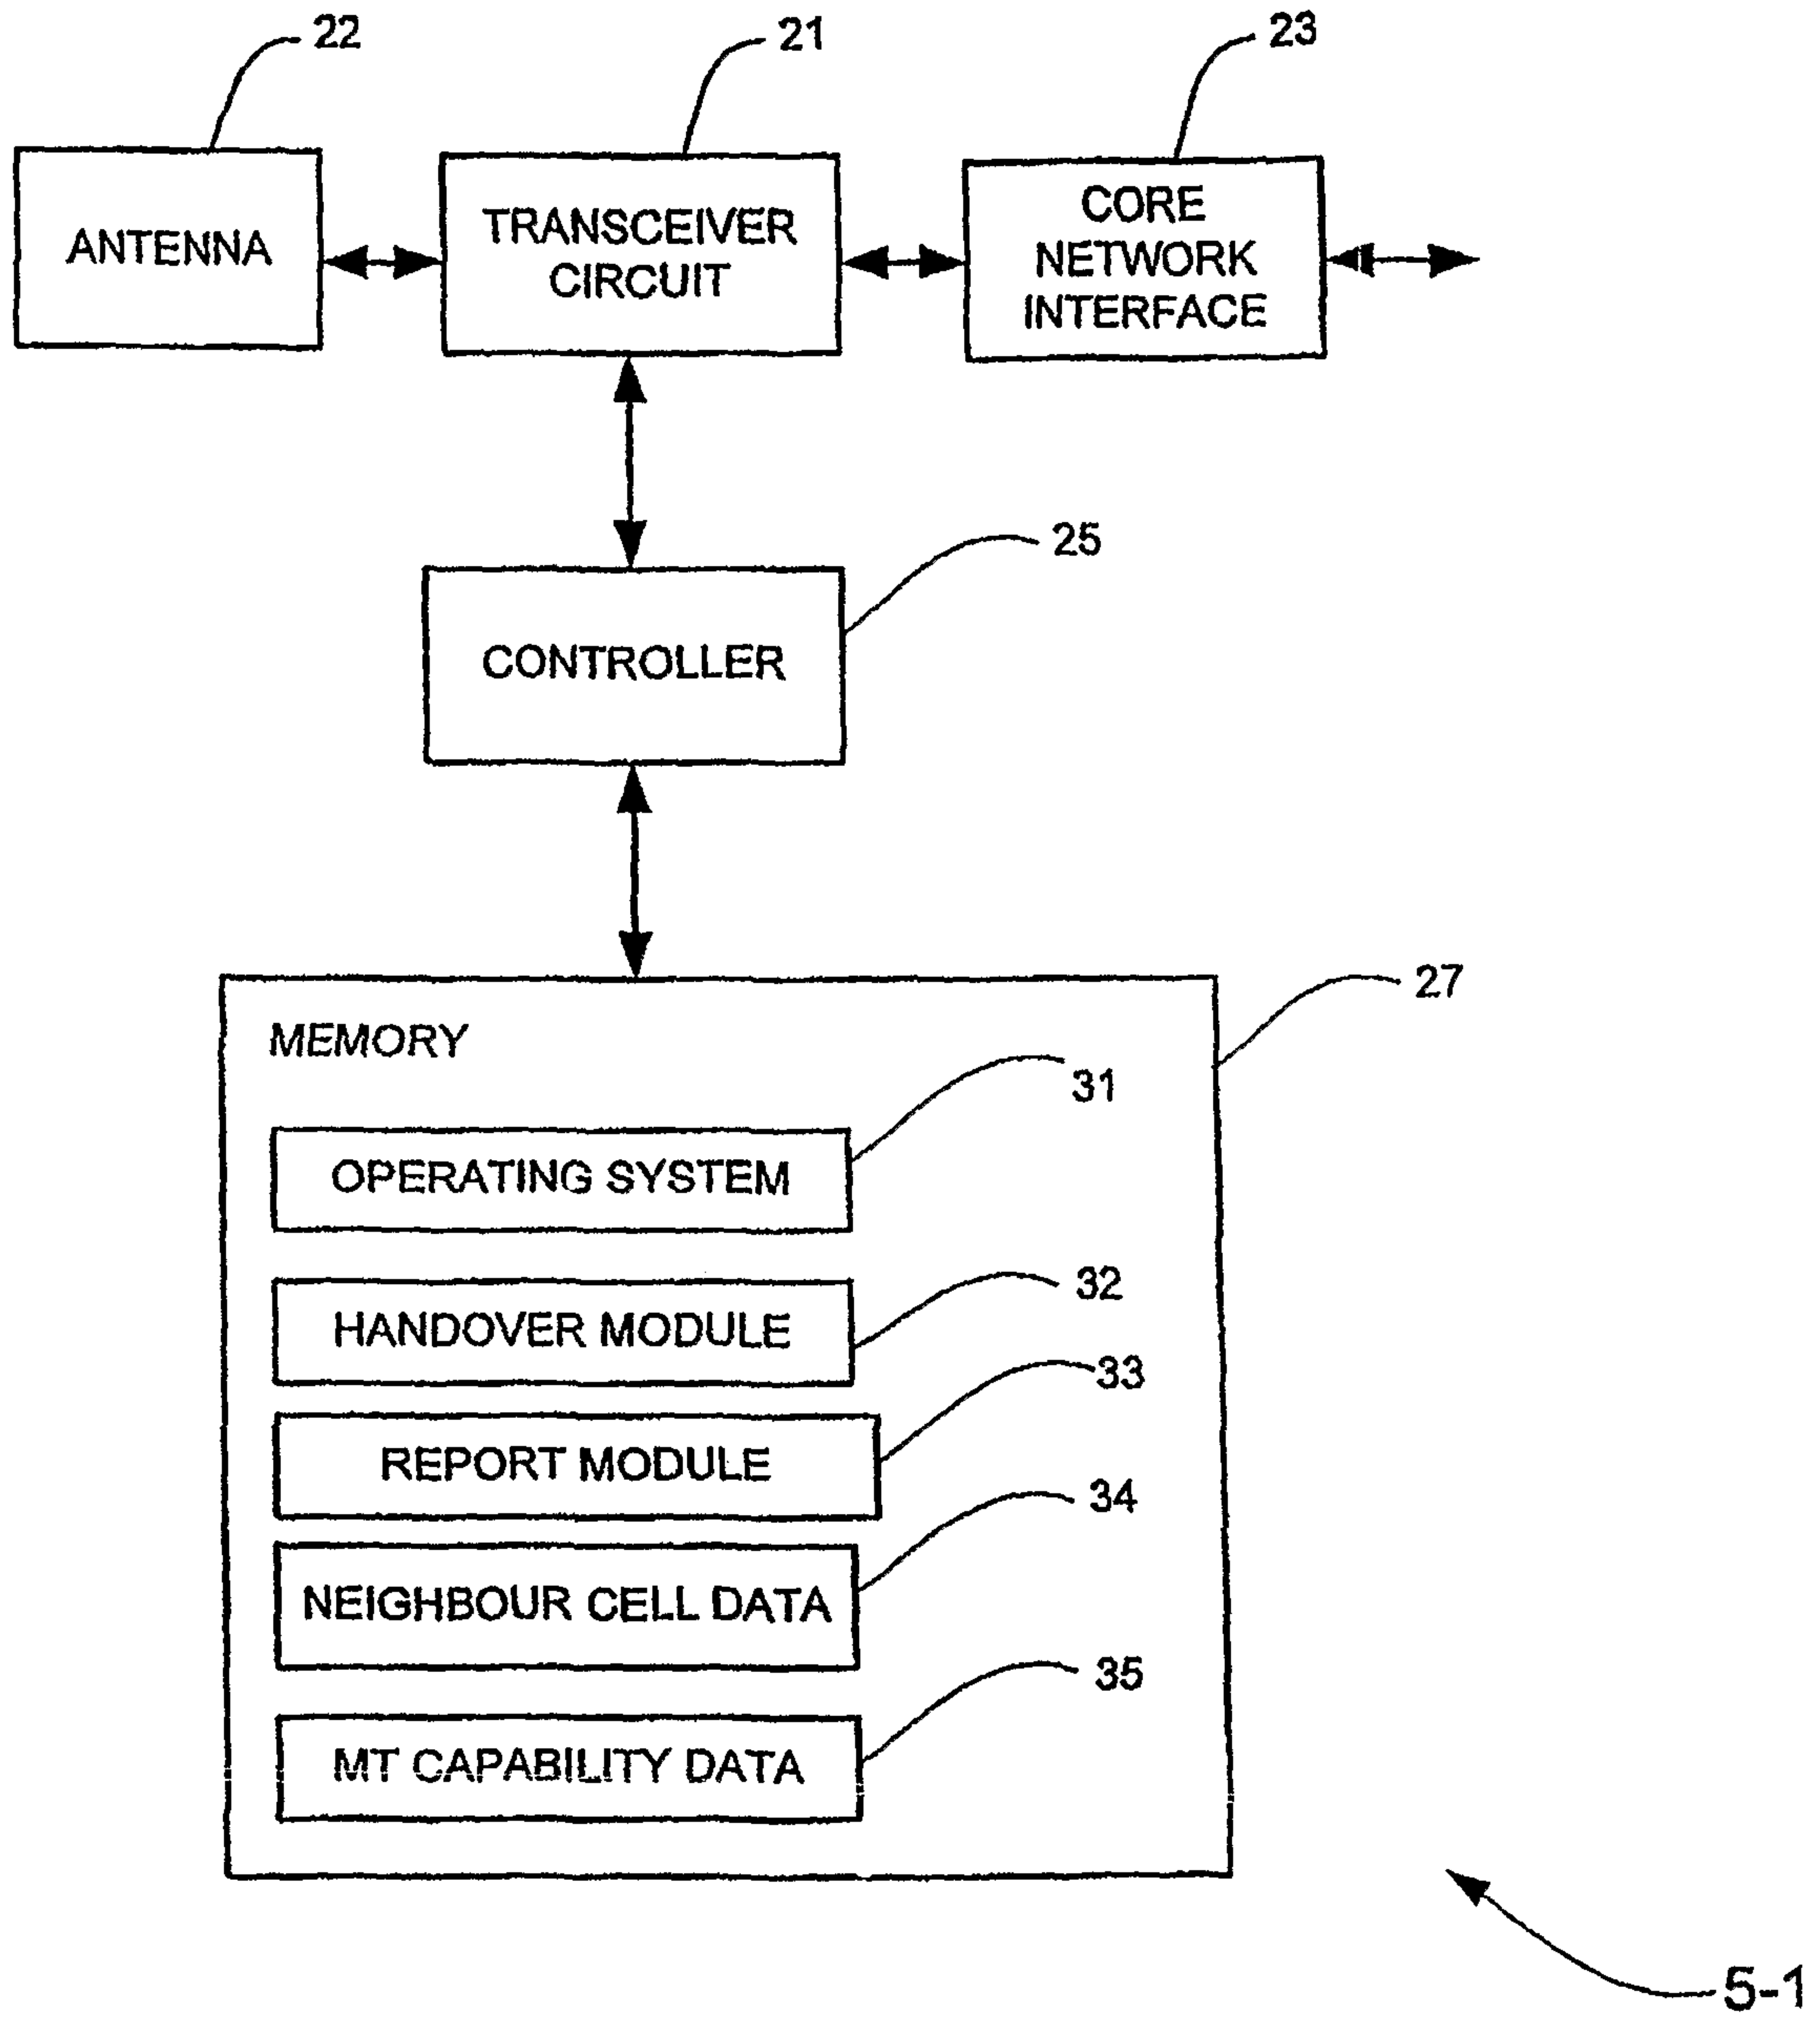 22
21
23
ANTENNA
TRANSCEIVER
CIRCUIT
CORE
NETWORK
INTERFACE
25
CONTROLLER
27
MEMORY
31
OPERATING SYSTEM
32
HANDOVER MODULE
33
REPORT MODULE
34
NEIGHBOUR CELL DATA
35
MT CAPABILITY DATA
5-1